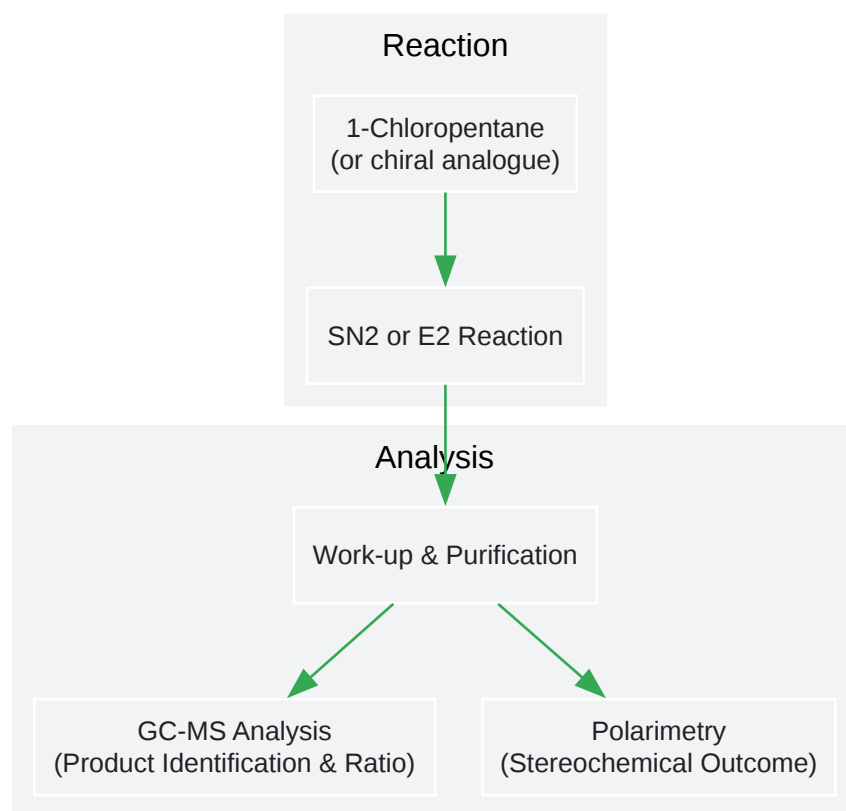 Reaction
1-Chloropentane
(or chiral analogue)
SN2 or E2 Reaction
Analysis
Work-up & Purification
GC-MS Analysis
(Product Identification & Ratio)
Polarimetry
(Stereochemical Outcome)